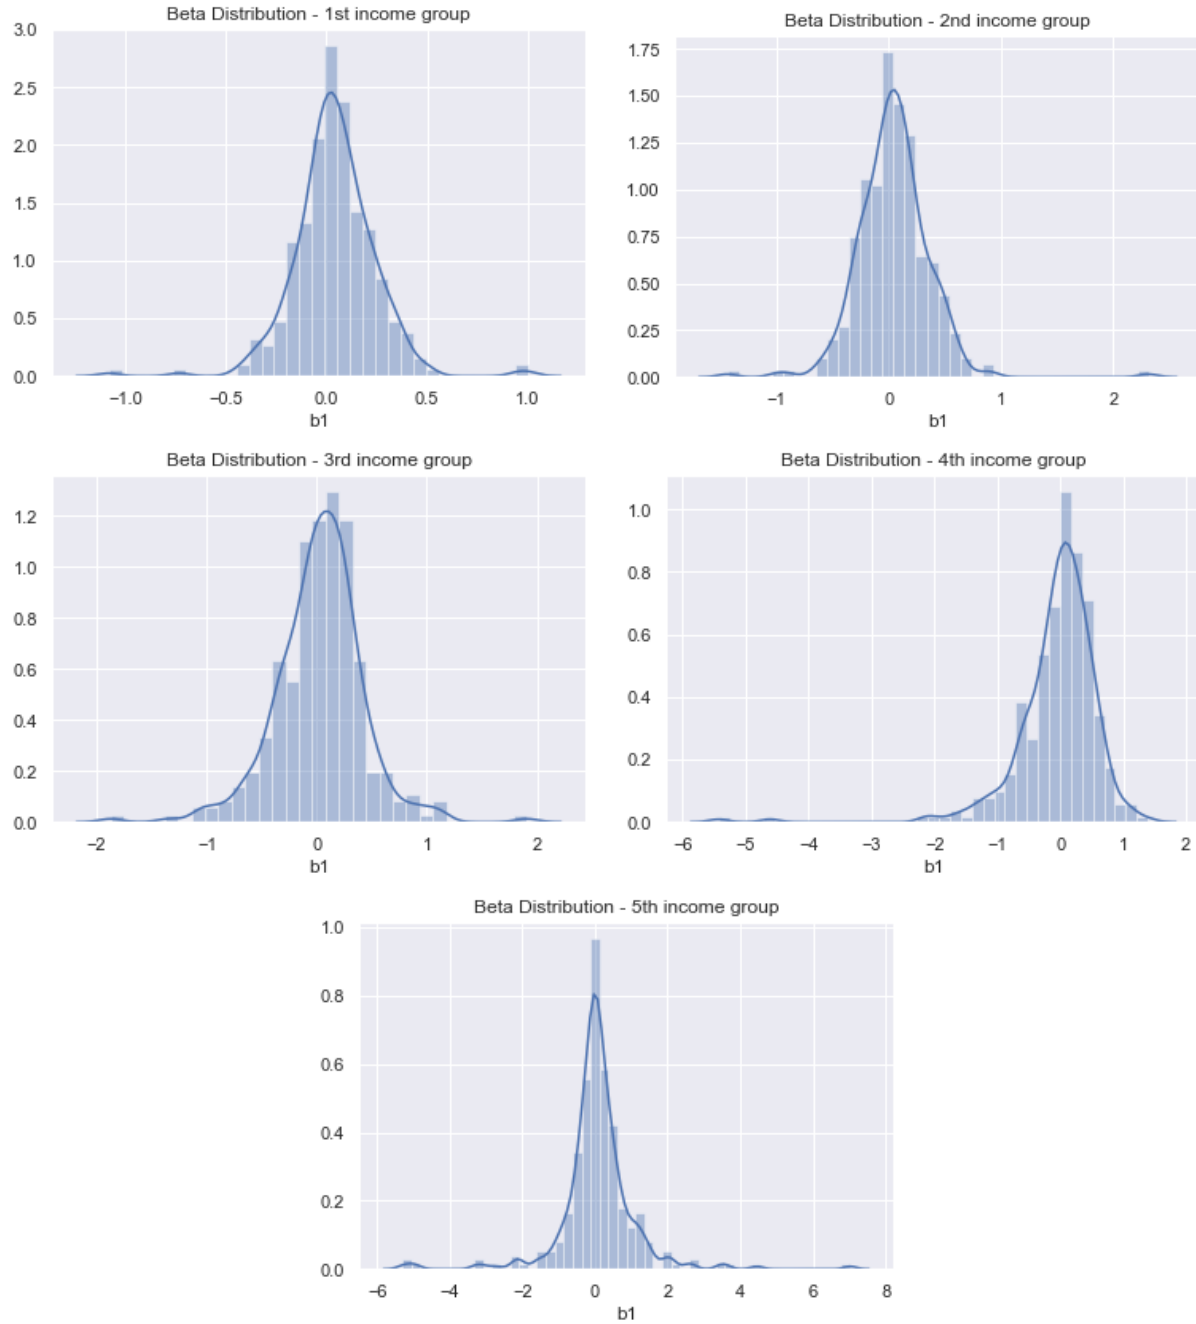 Beta Distribution - 1st income group
3.0
2.5
2.0
1.5
1.0
0.5
0.0
−1.0 −0.5 0.0 0.5 1.0
b1
Beta Distribution - 2nd income group
1.75
1.50
1.25
1.00
0.75
0.50
0.25
0.00
−1 0 1 2
b1
Beta Distribution - 3rd income group
1.2
1.0
0.8
0.6
0.4
0.2
0.0
−2 −1 0 1 2
b1
Beta Distribution - 4th income group
1.0
0.8
0.6
0.4
0.2
0.0
−6 −5 −4 −3 −2 −1 0 1 2
b1
Beta Distribution - 5th income group
1.0
0.8
0.6
0.4
0.2
0.0
−6 −4 −2 0 2 4 6 8
b1